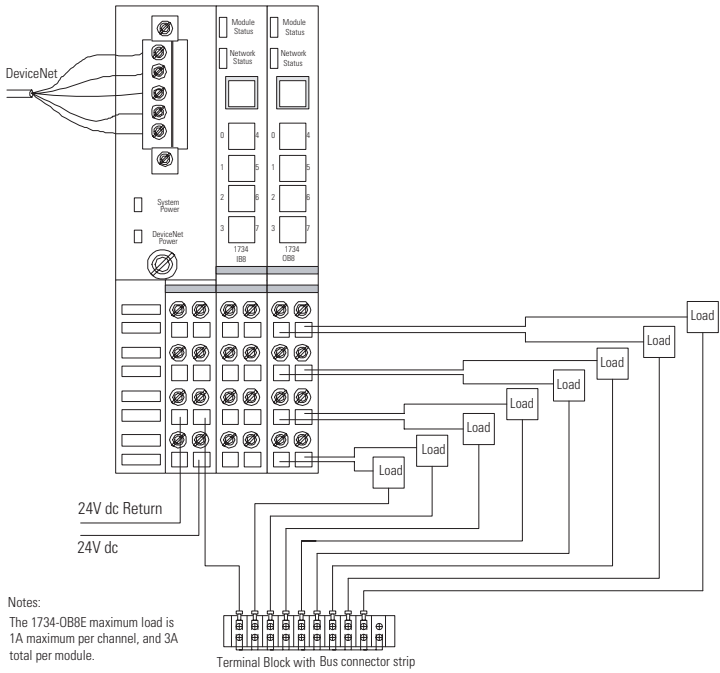 DeviceNet
Module
Status
Network
Status
Module
Status
Network
Status
0 4
1 5
2 6
3 7
0 4
1 5
2 6
3 7
1734
IB8
1734
OB8
System
Power
DeviceNet
Power
Load
Load
Load
Load
Load
Load
Load
Load
24V dc Return
24V dc
Notes:
The 1734-OB8E maximum load is
1A maximum per channel, and 3A
total per module.
Terminal Block with Bus connector strip